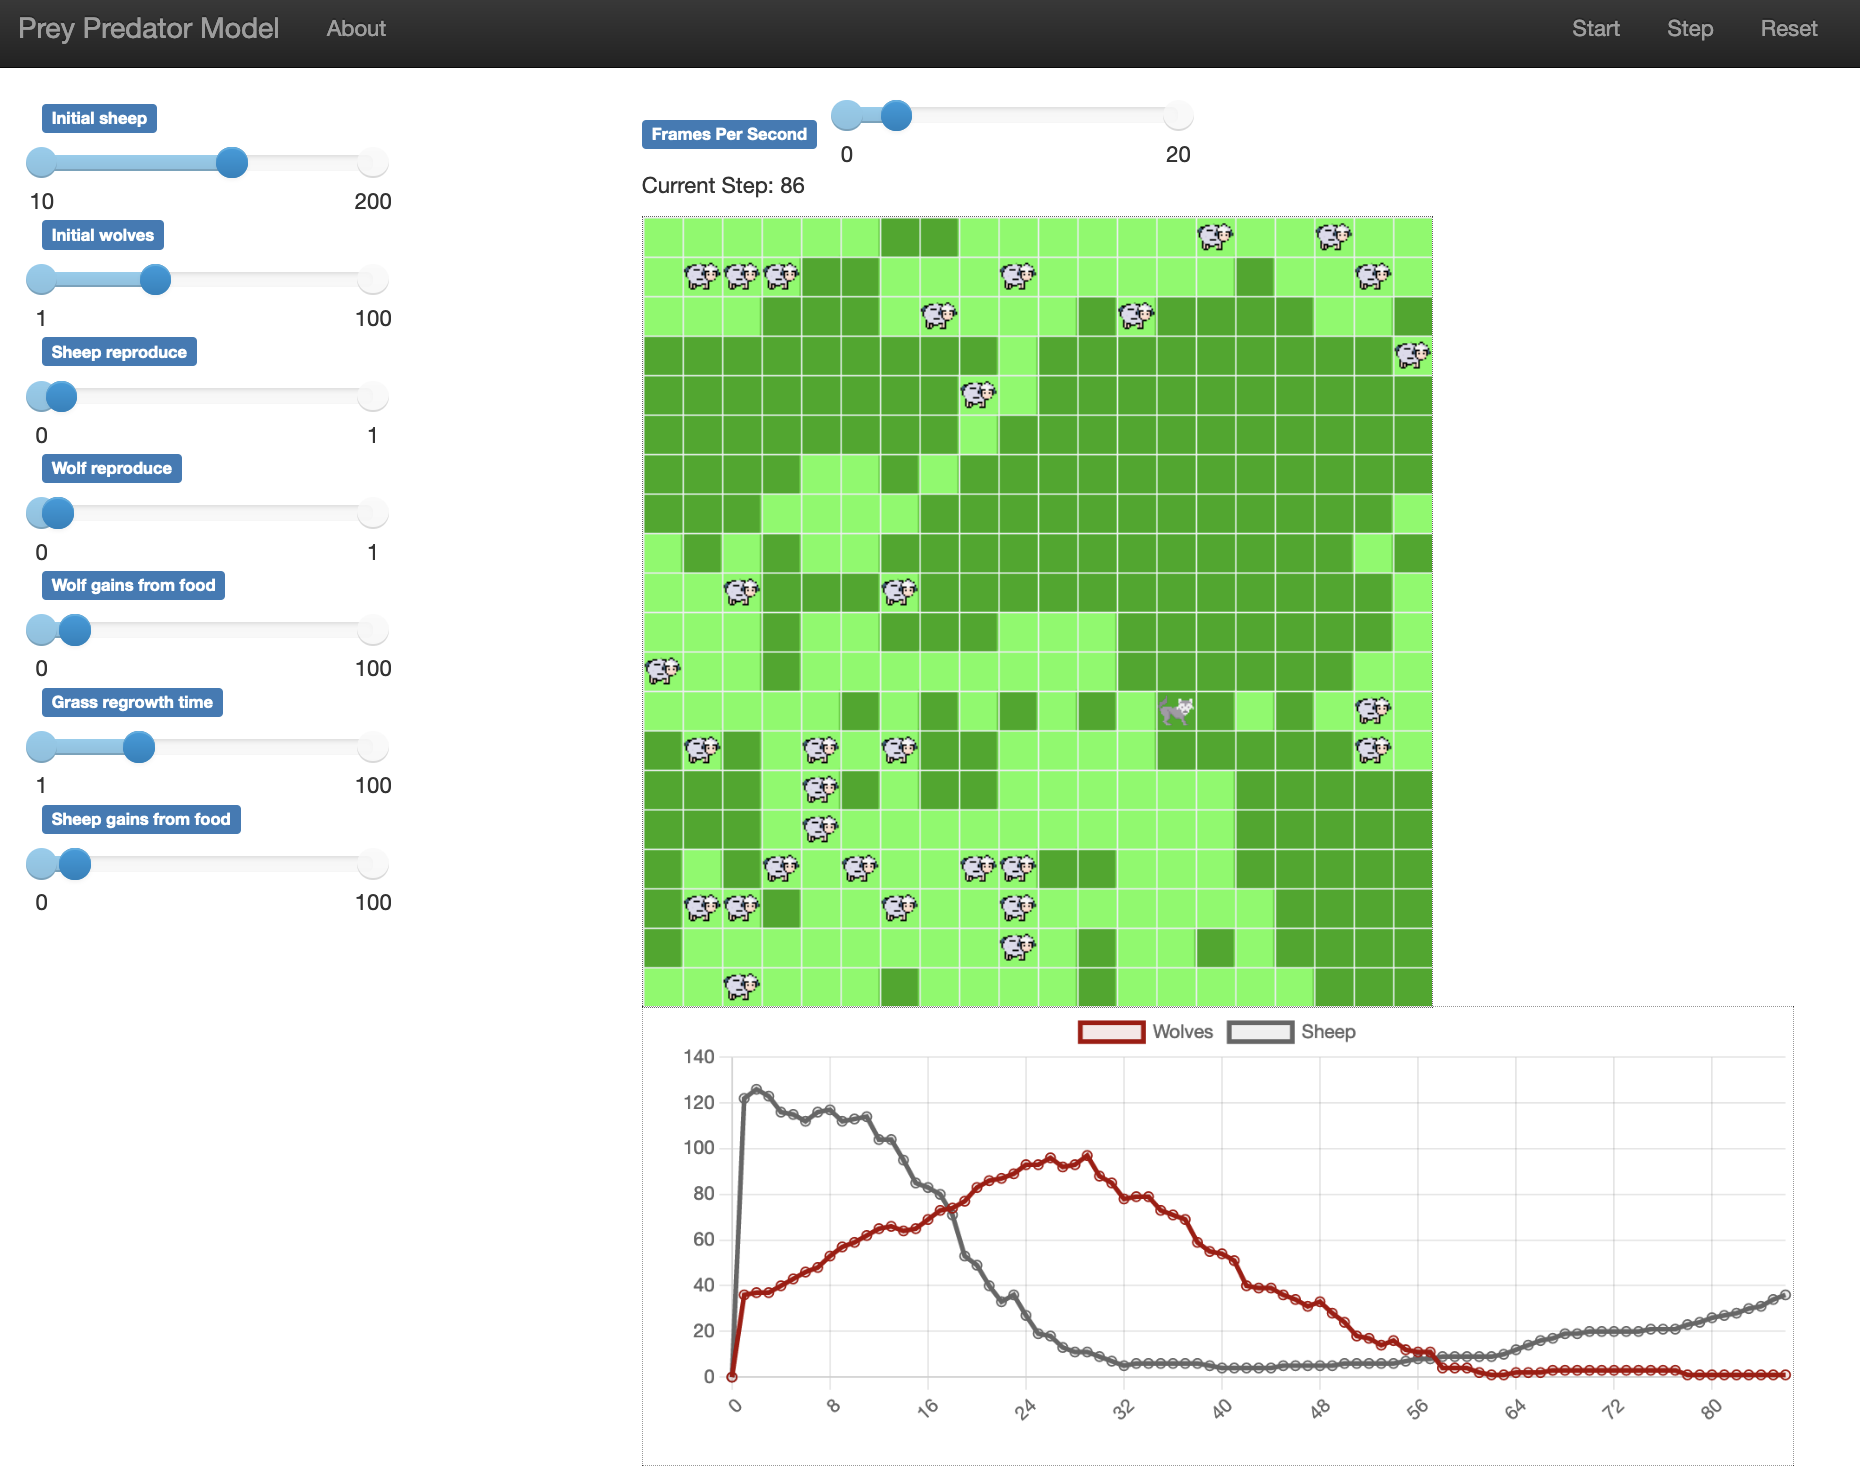 Prey Predator Model About Start Step Reset
Initial sheep
10 200
Initial wolves
1 100
Sheep reproduce
0 1
Wolf reproduce
0 1
Wolf gains from food
0 100
Grass regrowth time
1 100
Sheep gains from food
0 100
Frames Per Second
0 20
Current Step: 86
Wolves Sheep
140
120
100
80
60
40
20
0
0 8 16 24 32 40 48 56 64 72 80